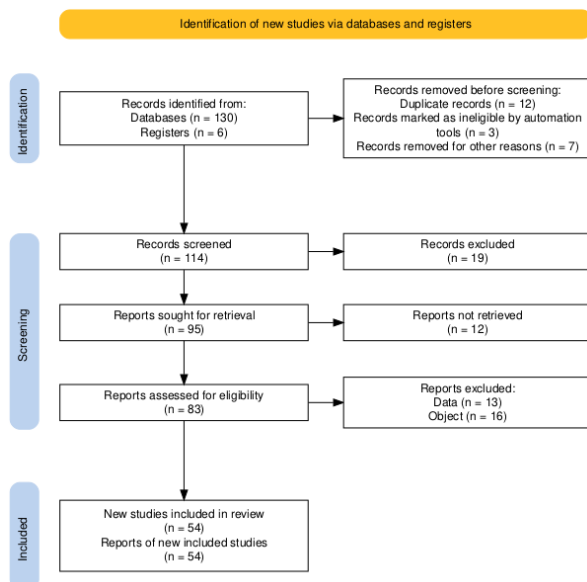 Identification of new studies via databases and registers
Identification
Records identified from:
Databases (n = 130)
Registers (n = 6)
Records removed before screening:
Duplicate records (n = 12)
Records marked as ineligible by automation
tools (n = 3)
Records removed for other reasons (n = 7)
Screening
Records screened
(n = 114)
Records excluded
(n = 19)
Reports sought for retrieval
(n = 95)
Reports not retrieved
(n = 12)
Reports assessed for eligibility
(n = 83)
Reports excluded:
Data (n = 13)
Object (n = 16)
Included
New studies included in review
(n = 54)
Reports of new included studies
(n = 54)